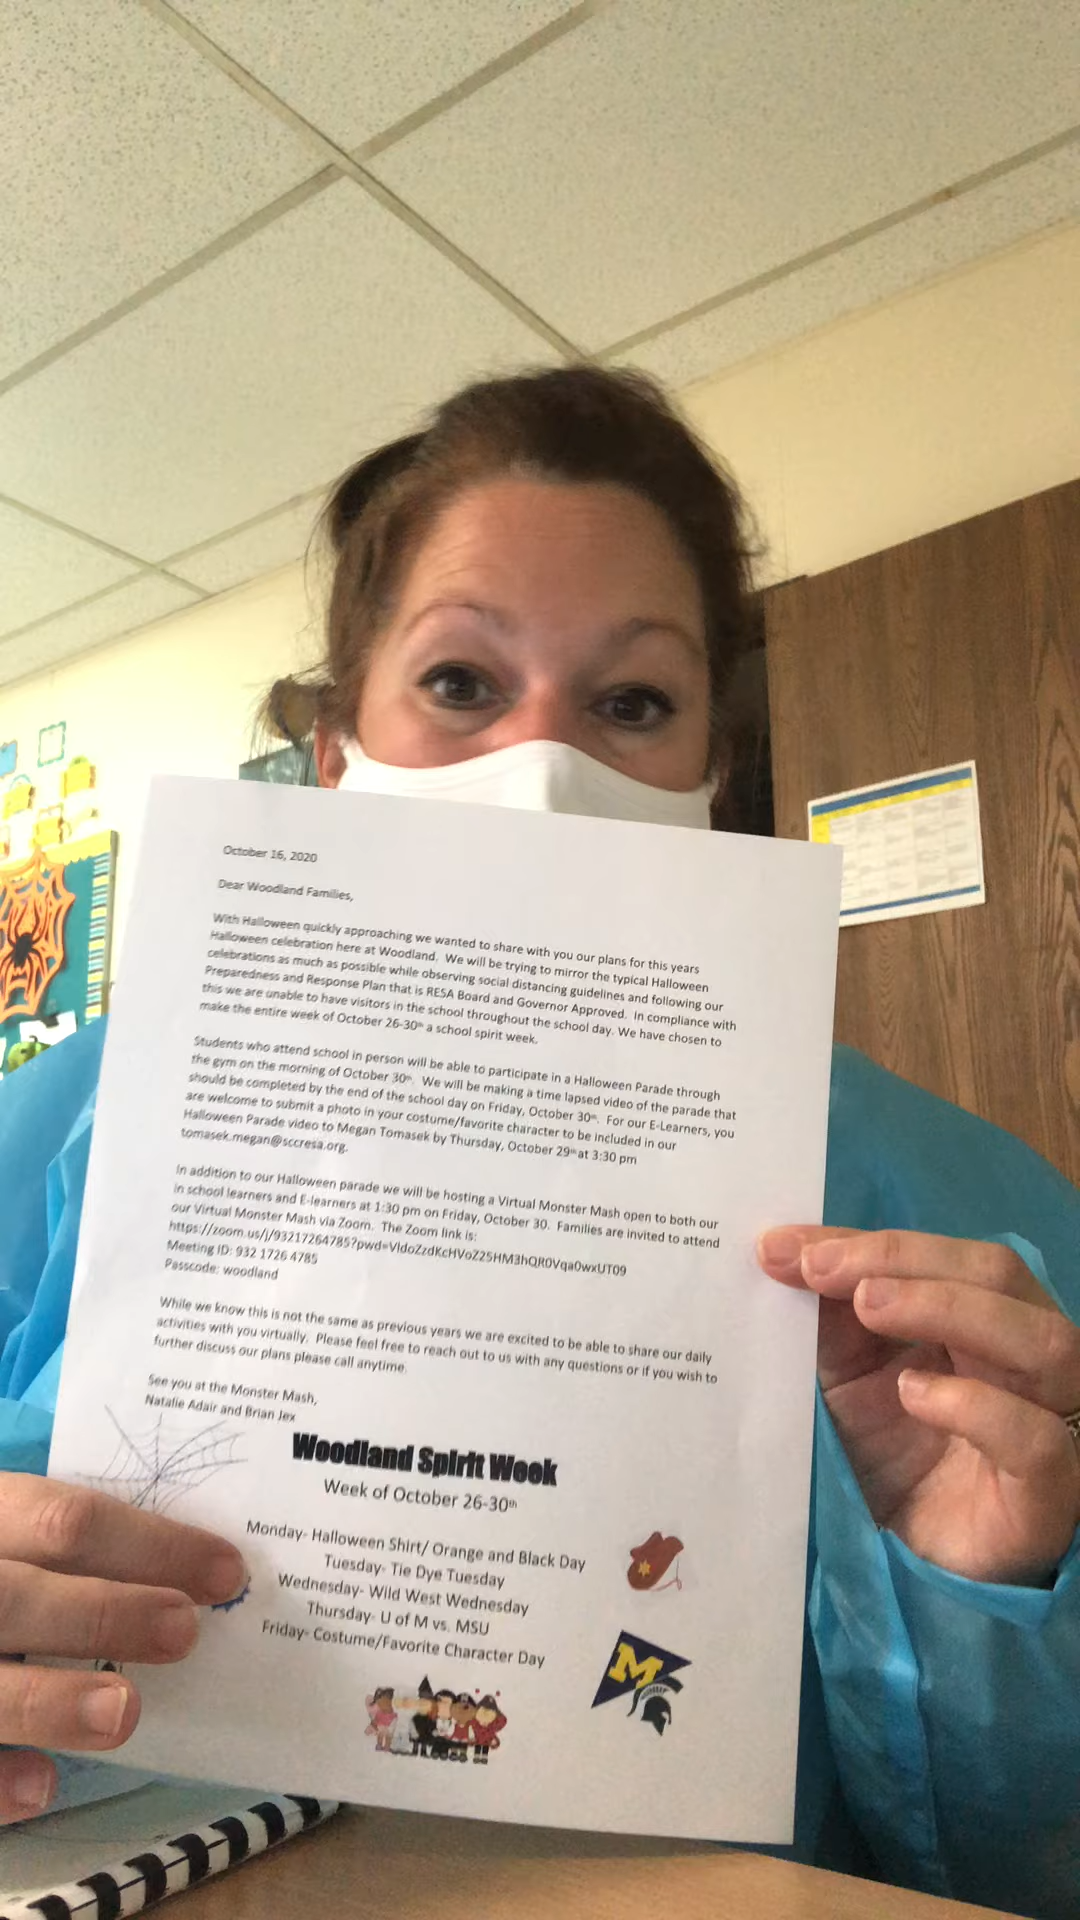 October 16, 2020
Dear Woodland Families,
With Halloween quickly approaching we wanted to share with you our plans for this years
Halloween celebration here at Woodland. We will be trying to mirror the typical Halloween
celebrations as much as possible while observing social distancing guidelines and following our
Preparedness and Response Plan that is RESA Board and Governor Approved. In compliance with
this we are unable to have visitors in the school throughout the school day. We have chosen to
make the entire week of October 26-30th a school spirit week.
Students who attend school in person will be able to participate in a Halloween Parade through
the gym on the morning of October 30th. We will be making a time lapsed video of the parade that
should be completed by the end of the school day on Friday, October 30th. For our E-Learners, you
are welcome to submit a photo in your costume/favorite character to be included in our
Halloween Parade video to Megan Tomasek by Thursday, October 29th at 3:30 pm
tomasek.megan@sccresa.org.
In addition to our Halloween parade we will be hosting a Virtual Monster Mash open to both our
in school learners and E-learners at 1:30 pm on Friday, October 30. Families are invited to attend
our Virtual Monster Mash via Zoom. The Zoom link is:
https://zoom.us/j/93217264785?pwd=VldoZzdKcHVoZ25HM3hQR0Vqa0wxUT09
Meeting ID: 932 1726 4785
Passcode: woodland
While we know this is not the same as previous years we are excited to be able to share our daily
activities with you virtually. Please feel free to reach out to us with any questions or if you wish to
further discuss our plans please call anytime.
See you at the Monster Mash,
Natalie Adair and Brian Jex
Woodland Spirit Week
Week of October 26-30th
Monday- Halloween Shirt/ Orange and Black Day
Tuesday- Tie Dye Tuesday
Wednesday- Wild West Wednesday
Thursday- U of M vs. MSU
Friday- Costume/Favorite Character Day
M